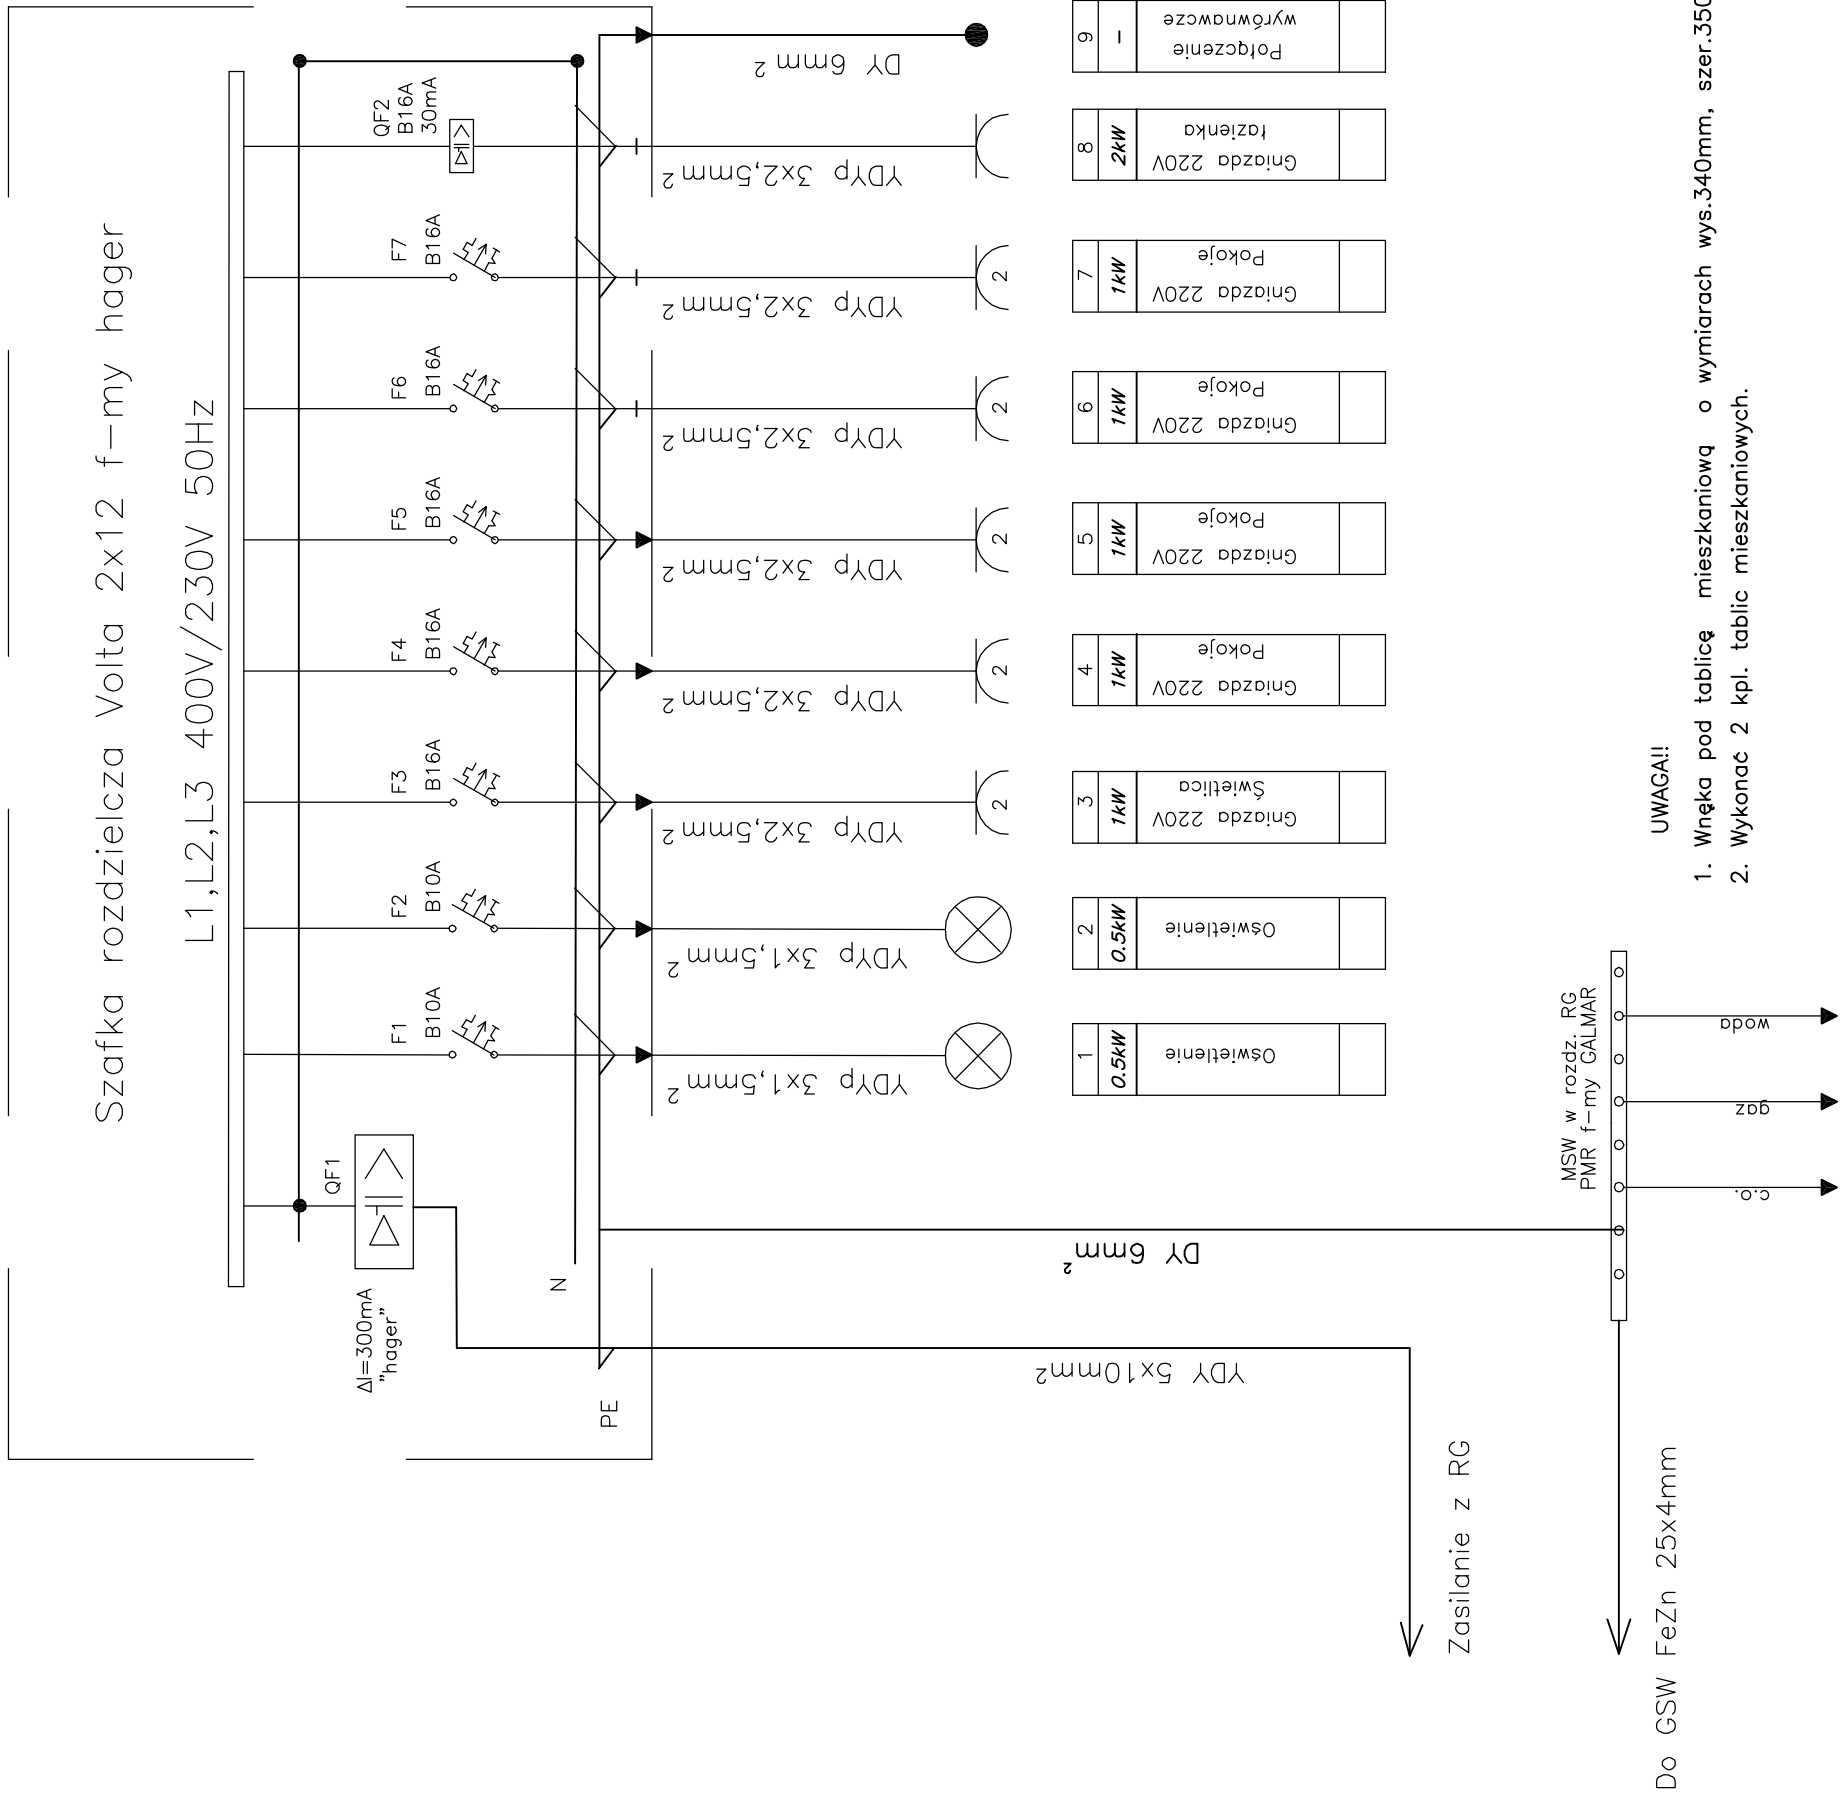 Szafka rozdzielcza Volta 2x12 f-my hager
L1,L2,L3 400V/230V 50Hz
QF1
ΔI=300mA
"hager"
F1
B10A
F2
B10A
F3
B16A
F4
B16A
F5
B16A
F6
B16A
F7
B16A
QF2
B16A
30mA
N
PE
YDYp 3x1,5mm²
YDYp 3x1,5mm²
YDYp 3x2,5mm²
YDYp 3x2,5mm²
YDYp 3x2,5mm²
YDYp 3x2,5mm²
YDYp 3x2,5mm²
YDYp 3x2,5mm²
DY 6mm²
2
2
2
2
2
YDY 5x10mm²
DY 6mm²
1
0.5kW
Oświetlenie
2
0.5kW
Oświetlenie
3
1kW
Gniazda 220V
Świetlica
4
1kW
Gniazda 220V
Pokoje
5
1kW
Gniazda 220V
Pokoje
6
1kW
Gniazda 220V
Pokoje
7
1kW
Gniazda 220V
Pokoje
8
2kW
Gniazda 220V
łazienka
9
-
Połączenie
wyrównawcze
Zasilanie z RG
MSW w rozdz. RG
PMR f-my GALMAR
c.o.
gaz
woda
Do GSW FeZn 25x4mm
UWAGA!!
1. Wnęka pod tablicę mieszkaniową o wymiarach wys.340mm, szer.350
2. Wykonać 2 kpl. tablic mieszkaniowych.